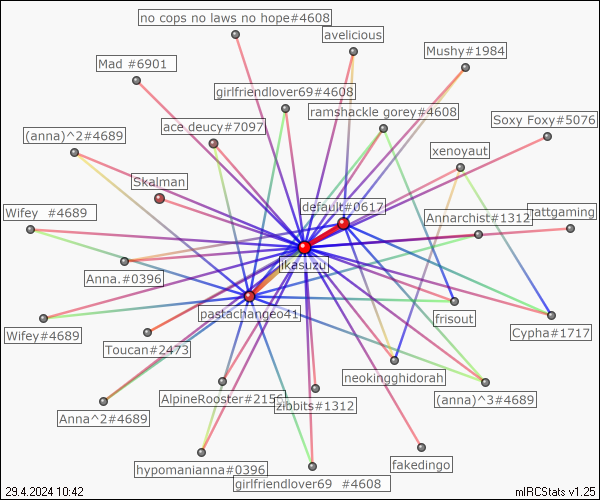 no cops no laws no hope#4608
avelicious
Mushy#1984
Mad #6901
girlfriendlover69#4608
ramshackle gorey#4608
Soxy Foxy#5076
(anna)^2#4689
ace deucy#7097
xenoyaut
Skalman
default#0617
Wifey #4689
Annarchist#1312
rattgaming
jikasuzu
Anna.#0396
pastachangeo41
frisout
Cypha#1717
Wifey#4689
Toucan#2473
neokingghidorah
Anna^2#4689
AlpineRooster#2156
zibbits#1312
(anna)^3#4689
hypomanianna#0396
girlfriendlover69 #4608
fakedingo
29.4.2024 10:42
mIRCStats v1.25